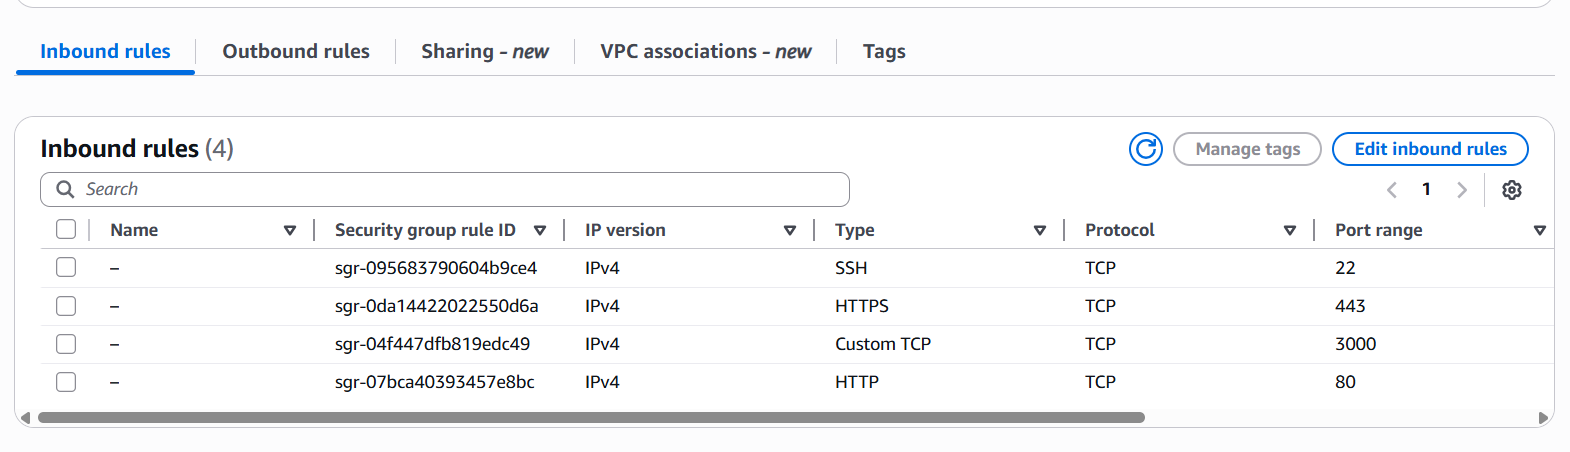 Inbound rules Outbound rules Sharing - new VPC associations - new Tags
Inbound rules (4) Manage tags Edit inbound rules
Search 1
Name Security group rule ID IP version Type Protocol Port range
– sgr-095683790604b9ce4 IPv4 SSH TCP 22
– sgr-0da14422022550d6a IPv4 HTTPS TCP 443
– sgr-04f447dfb819edc49 IPv4 Custom TCP TCP 3000
– sgr-07bca40393457e8bc IPv4 HTTP TCP 80